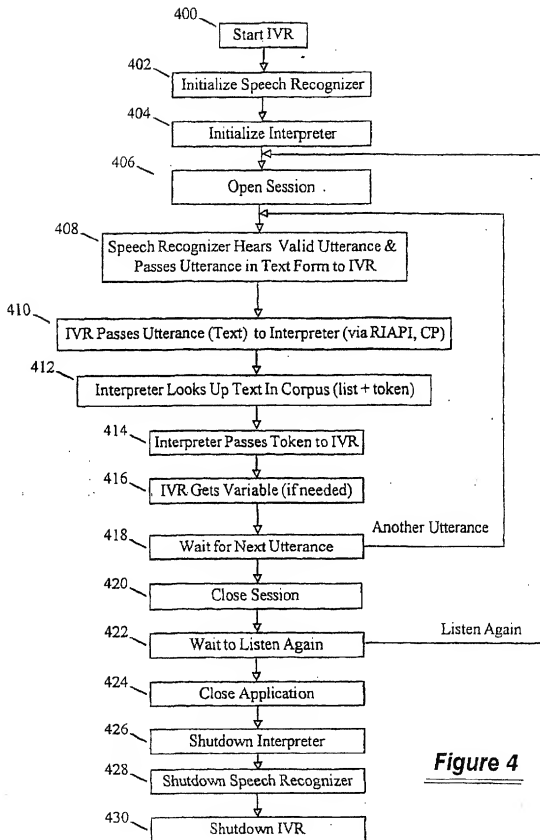 400
Start IVR
402
Initialize Speech Recognizer
404
Initialize Interpreter
406
Open Session
408
Speech Recognizer Hears Valid Utterance &
Passes Utterance in Text Form to IVR
410
IVR Passes Utterance (Text) to Interpreter (via RIAPI, CP)
412
Interpreter Looks Up Text In Corpus (list + token)
414
Interpreter Passes Token to IVR
416
IVR Gets Variable (if needed)
Another Utterance
418
Wait for Next Utterance
420
Close Session
Listen Again
422
Wait to Listen Again
424
Close Application
426
Shutdown Interpreter
428
Shutdown Speech Recognizer
430
Shutdown IVR
Figure 4